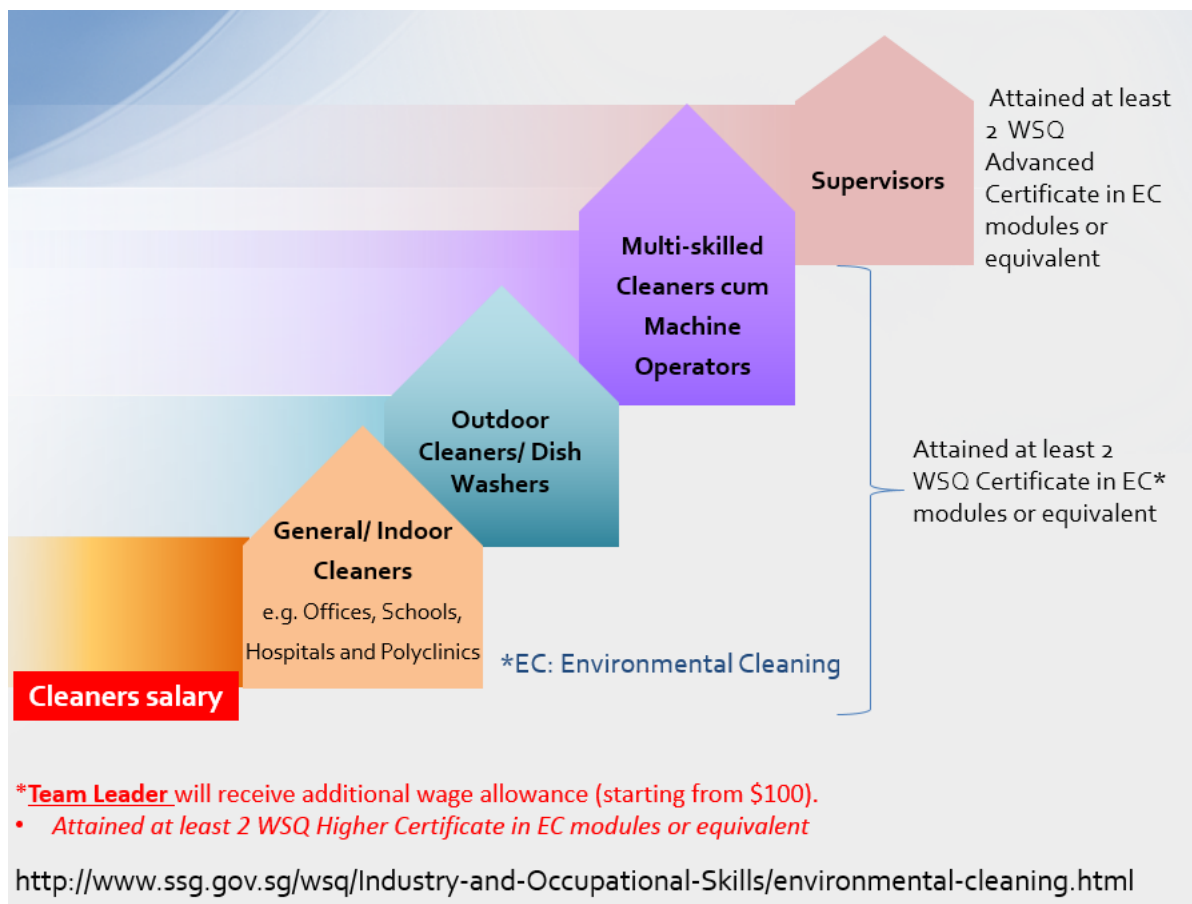 Attained at least
2 WSQ
Advanced
Certificate in EC
modules or
equivalent
Supervisors
Multi-skilled
Cleaners cum
Machine
Operators
Outdoor
Cleaners/ Dish
Washers
Attained at least 2
WSQ Certificate in EC*
modules or equivalent
General/ Indoor
Cleaners
e.g. Offices, Schools,
Hospitals and Polyclinics
*EC: Environmental Cleaning
Cleaners salary
*Team Leader will receive additional wage allowance (starting from $100).
• Attained at least 2 WSQ Higher Certificate in EC modules or equivalent
http://www.ssg.gov.sg/wsq/Industry-and-Occupational-Skills/environmental-cleaning.html